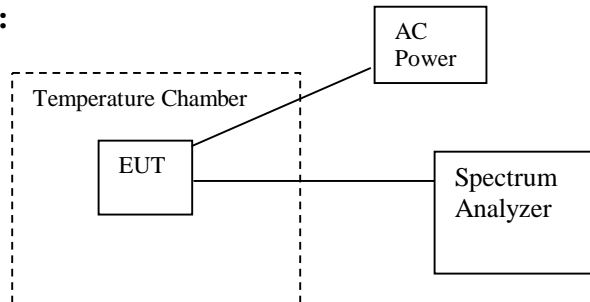 :
AC
Power
Temperature Chamber
EUT
Spectrum
Analyzer